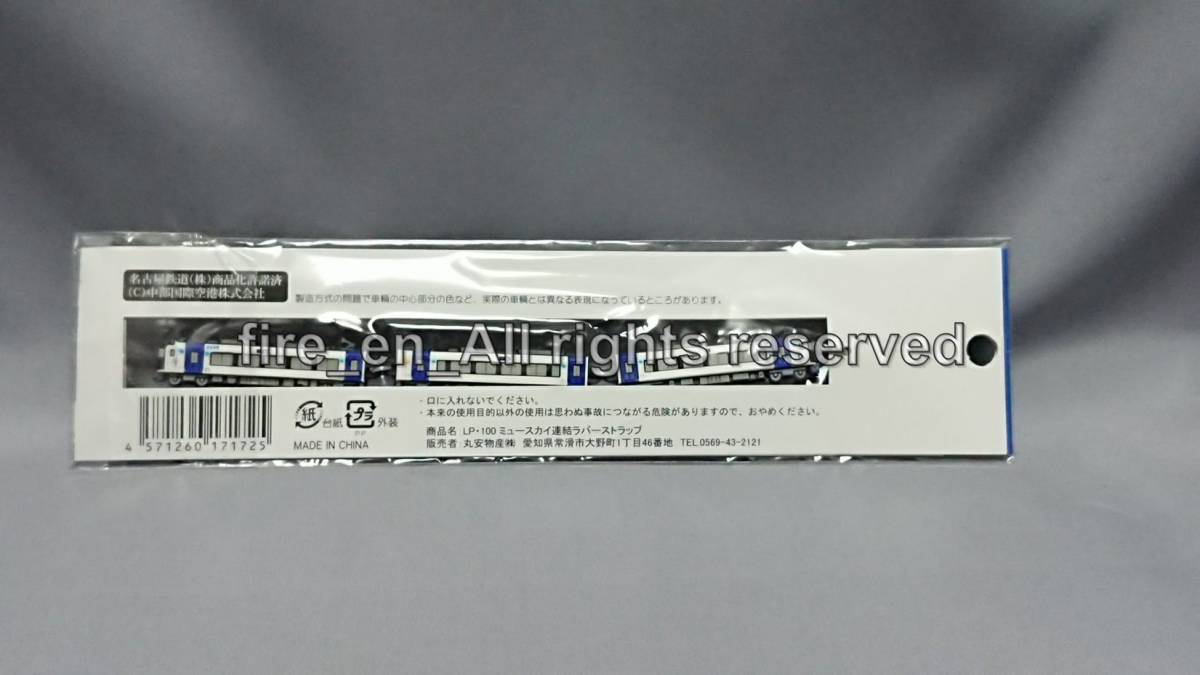 名古屋鉄道(株)商品化許諾済
(C)中部国際空港株式会社
製造方式の問題で車輌の中心部分の色など、実際の車輌とは異なる表現になっているところがあります。
fire_en_All rights reserved
・口に入れないでください。
・本来の使用目的以外の使用は思わぬ事故につながる危険がありますので、おやめください。
紙 台紙 プラ 外装
商品名 LP・100 ミュースカイ連結ラバーストラップ
MADE IN CHINA
販売者 丸安物産㈱ 愛知県常滑市大野町1丁目46番地 TEL.0569-43-2121
4 571260 171725